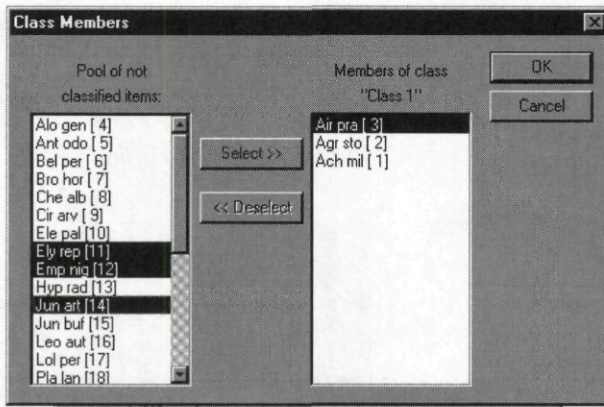 Class Members
Pool of not
classified items:
Alo gen [ 4]
Ant odo [ 5]
Bel per [ 6]
Bro hor [ 7]
Che alb [ 8]
Cir arv [ 9]
Ele pal [10]
Ely rep [11]
Emp nig [12]
Hyp rad [13]
Jun art [14]
Jun buf [15]
Leo aut [16]
Lol per [17]
Pla lan [18]
Select >>
<< Deselect
Members of class
"Class 1"
Air pra [ 3]
Agr sto [ 2]
Ach mil [ 1]
OK
Cancel